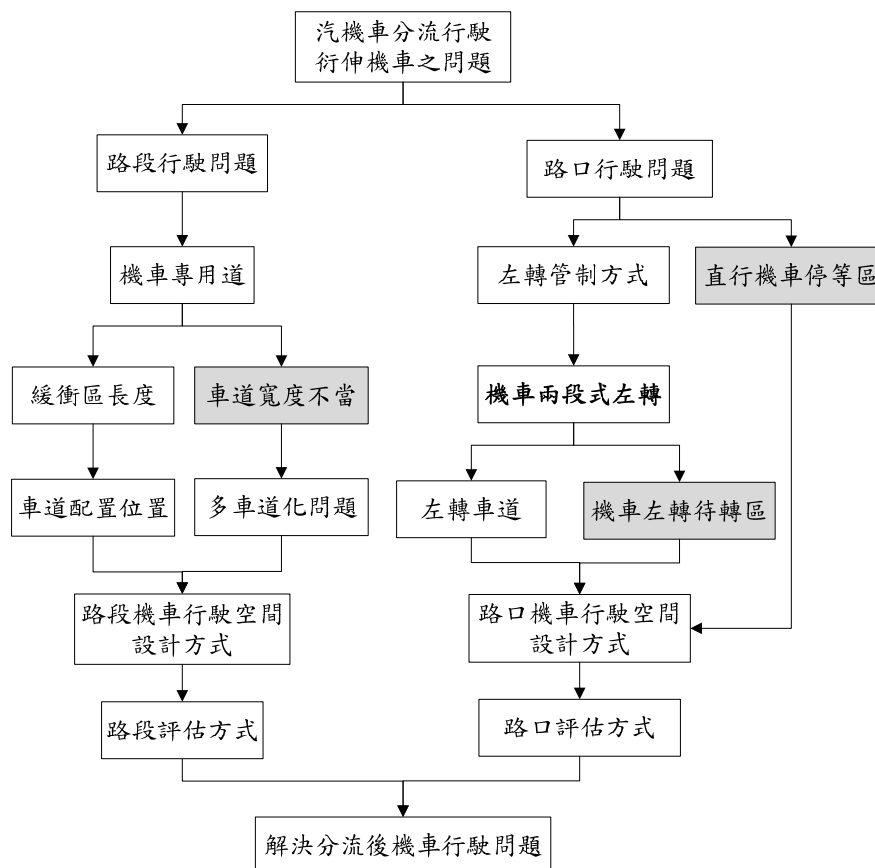 汽機車分流行駛
衍伸機車之問題
路段行駛問題
路口行駛問題
機車專用道
左轉管制方式
直行機車停等區
緩衝區長度
車道寬度不當
機車兩段式左轉
車道配置位置
多車道化問題
左轉車道
機車左轉待轉區
路段機車行駛空間
設計方式
路口機車行駛空間
設計方式
路段評估方式
路口評估方式
解決分流後機車行駛問題